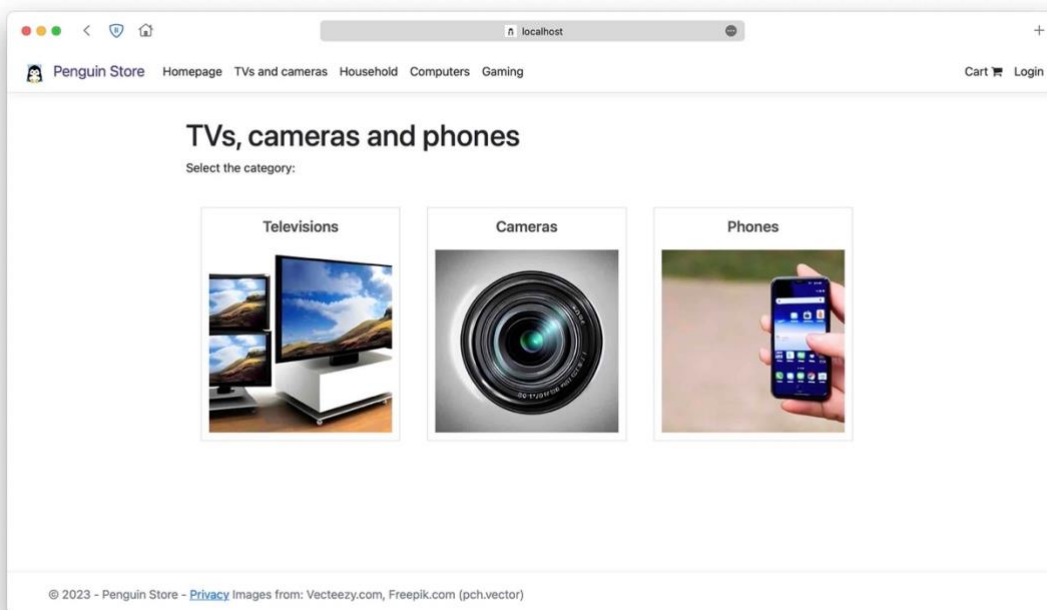 localhost
Penguin Store Homepage TVs and cameras Household Computers Gaming Cart Login
TVs, cameras and phones
Select the category:
Televisions Cameras Phones
© 2023 - Penguin Store - Privacy Images from: Vecteezy.com, Freepik.com (pch.vector)